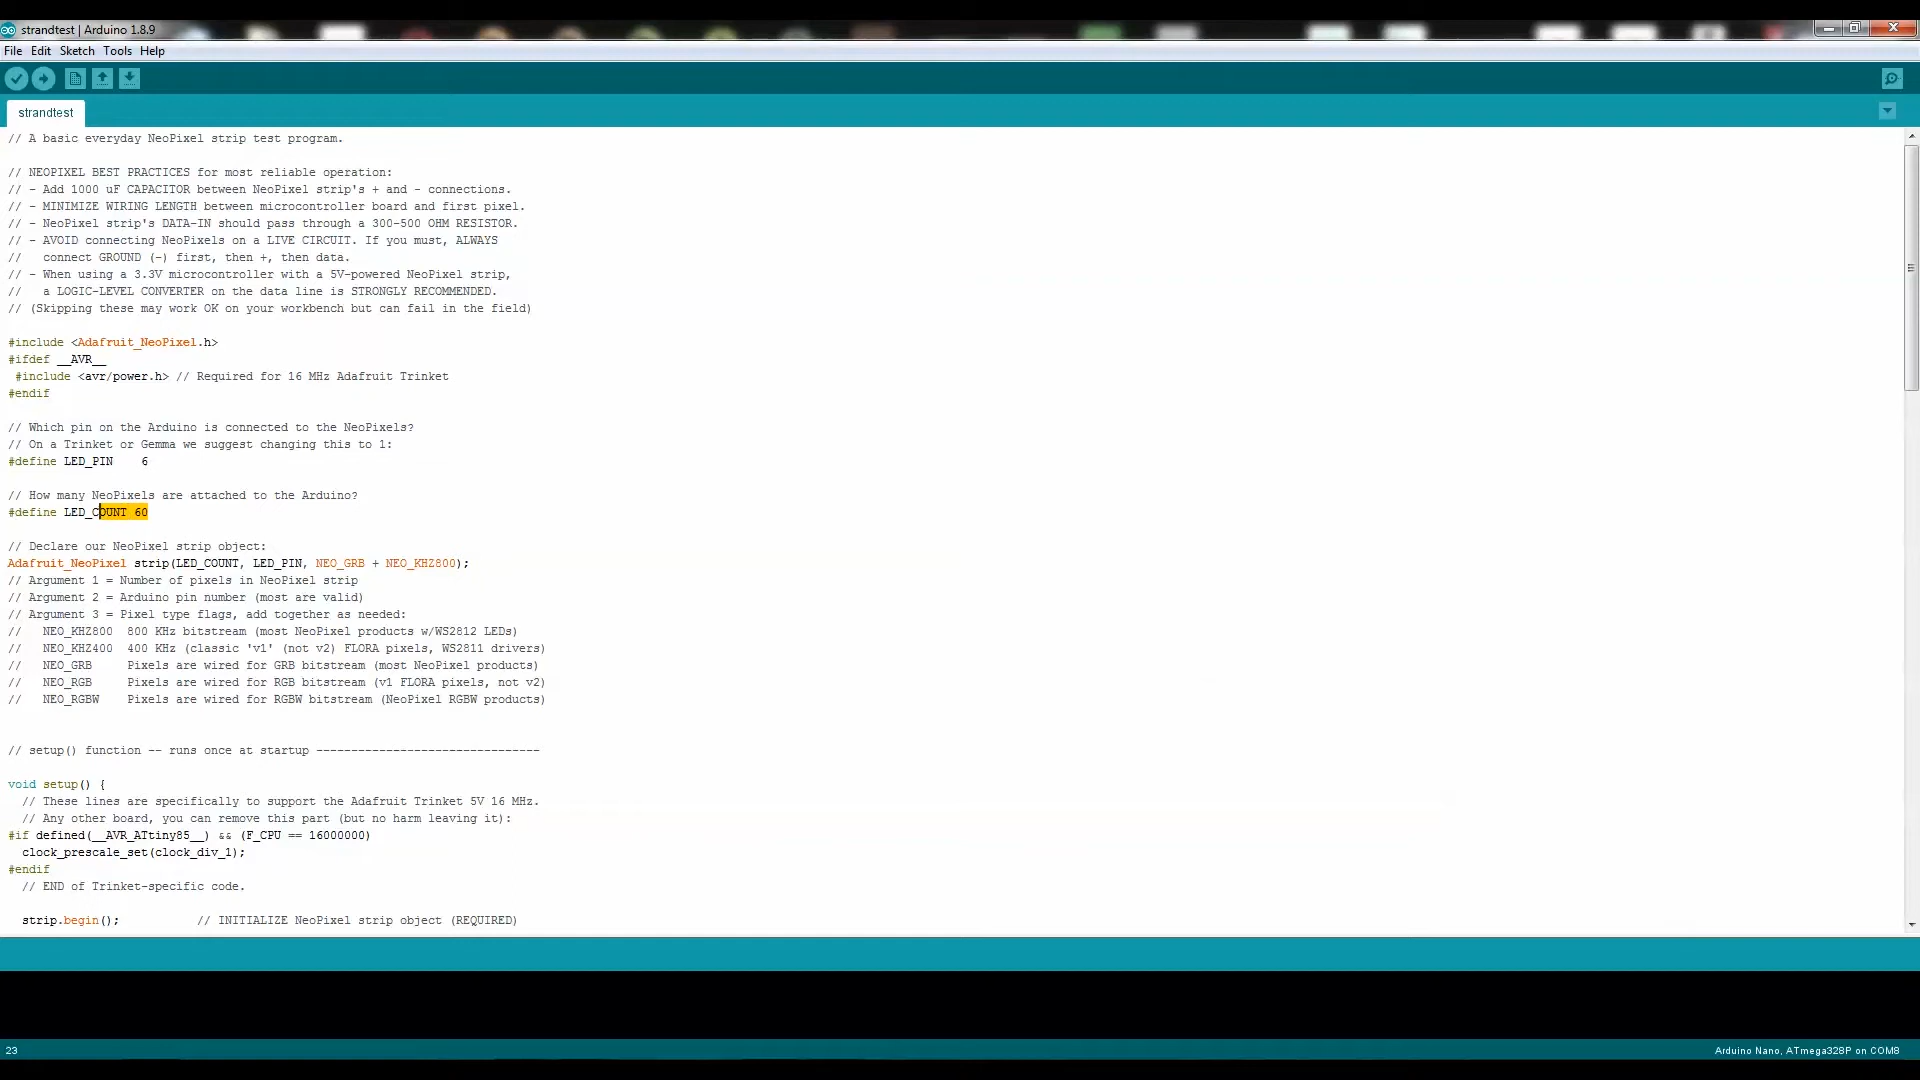 strandtest | Arduino 1.8.9
File Edit Sketch Tools Help
strandtest
// A basic everyday NeoPixel strip test program.
// NEOPIXEL BEST PRACTICES for most reliable operation:
// - Add 1000 uF CAPACITOR between NeoPixel strip's + and - connections.
// - MINIMIZE WIRING LENGTH between microcontroller board and first pixel.
// - NeoPixel strip's DATA-IN should pass through a 300-500 OHM RESISTOR.
// - AVOID connecting NeoPixels on a LIVE CIRCUIT. If you must, ALWAYS
//   connect GROUND (-) first, then +, then data.
// - When using a 3.3V microcontroller with a 5V-powered NeoPixel strip,
//   a LOGIC-LEVEL CONVERTER on the data line is STRONGLY RECOMMENDED.
// (Skipping these may work OK on your workbench but can fail in the field)
#include <Adafruit_NeoPixel.h>
#ifdef __AVR__
 #include <avr/power.h> // Required for 16 MHz Adafruit Trinket
#endif
// Which pin on the Arduino is connected to the NeoPixels?
// On a Trinket or Gemma we suggest changing this to 1:
#define LED_PIN    6
// How many NeoPixels are attached to the Arduino?
#define LED_COUNT 60
// Declare our NeoPixel strip object:
Adafruit_NeoPixel strip(LED_COUNT, LED_PIN, NEO_GRB + NEO_KHZ800);
// Argument 1 = Number of pixels in NeoPixel strip
// Argument 2 = Arduino pin number (most are valid)
// Argument 3 = Pixel type flags, add together as needed:
//   NEO_KHZ800  800 KHz bitstream (most NeoPixel products w/WS2812 LEDs)
//   NEO_KHZ400  400 KHz (classic 'v1' (not v2) FLORA pixels, WS2811 drivers)
//   NEO_GRB     Pixels are wired for GRB bitstream (most NeoPixel products)
//   NEO_RGB     Pixels are wired for RGB bitstream (v1 FLORA pixels, not v2)
//   NEO_RGBW    Pixels are wired for RGBW bitstream (NeoPixel RGBW products)
// setup() function -- runs once at startup --------------------------------
void setup() {
  // These lines are specifically to support the Adafruit Trinket 5V 16 MHz.
  // Any other board, you can remove this part (but no harm leaving it):
#if defined(__AVR_ATtiny85__) && (F_CPU == 16000000)
  clock_prescale_set(clock_div_1);
#endif
  // END of Trinket-specific code.
  strip.begin();           // INITIALIZE NeoPixel strip object (REQUIRED)
23
Arduino Nano, ATmega328P on COM8